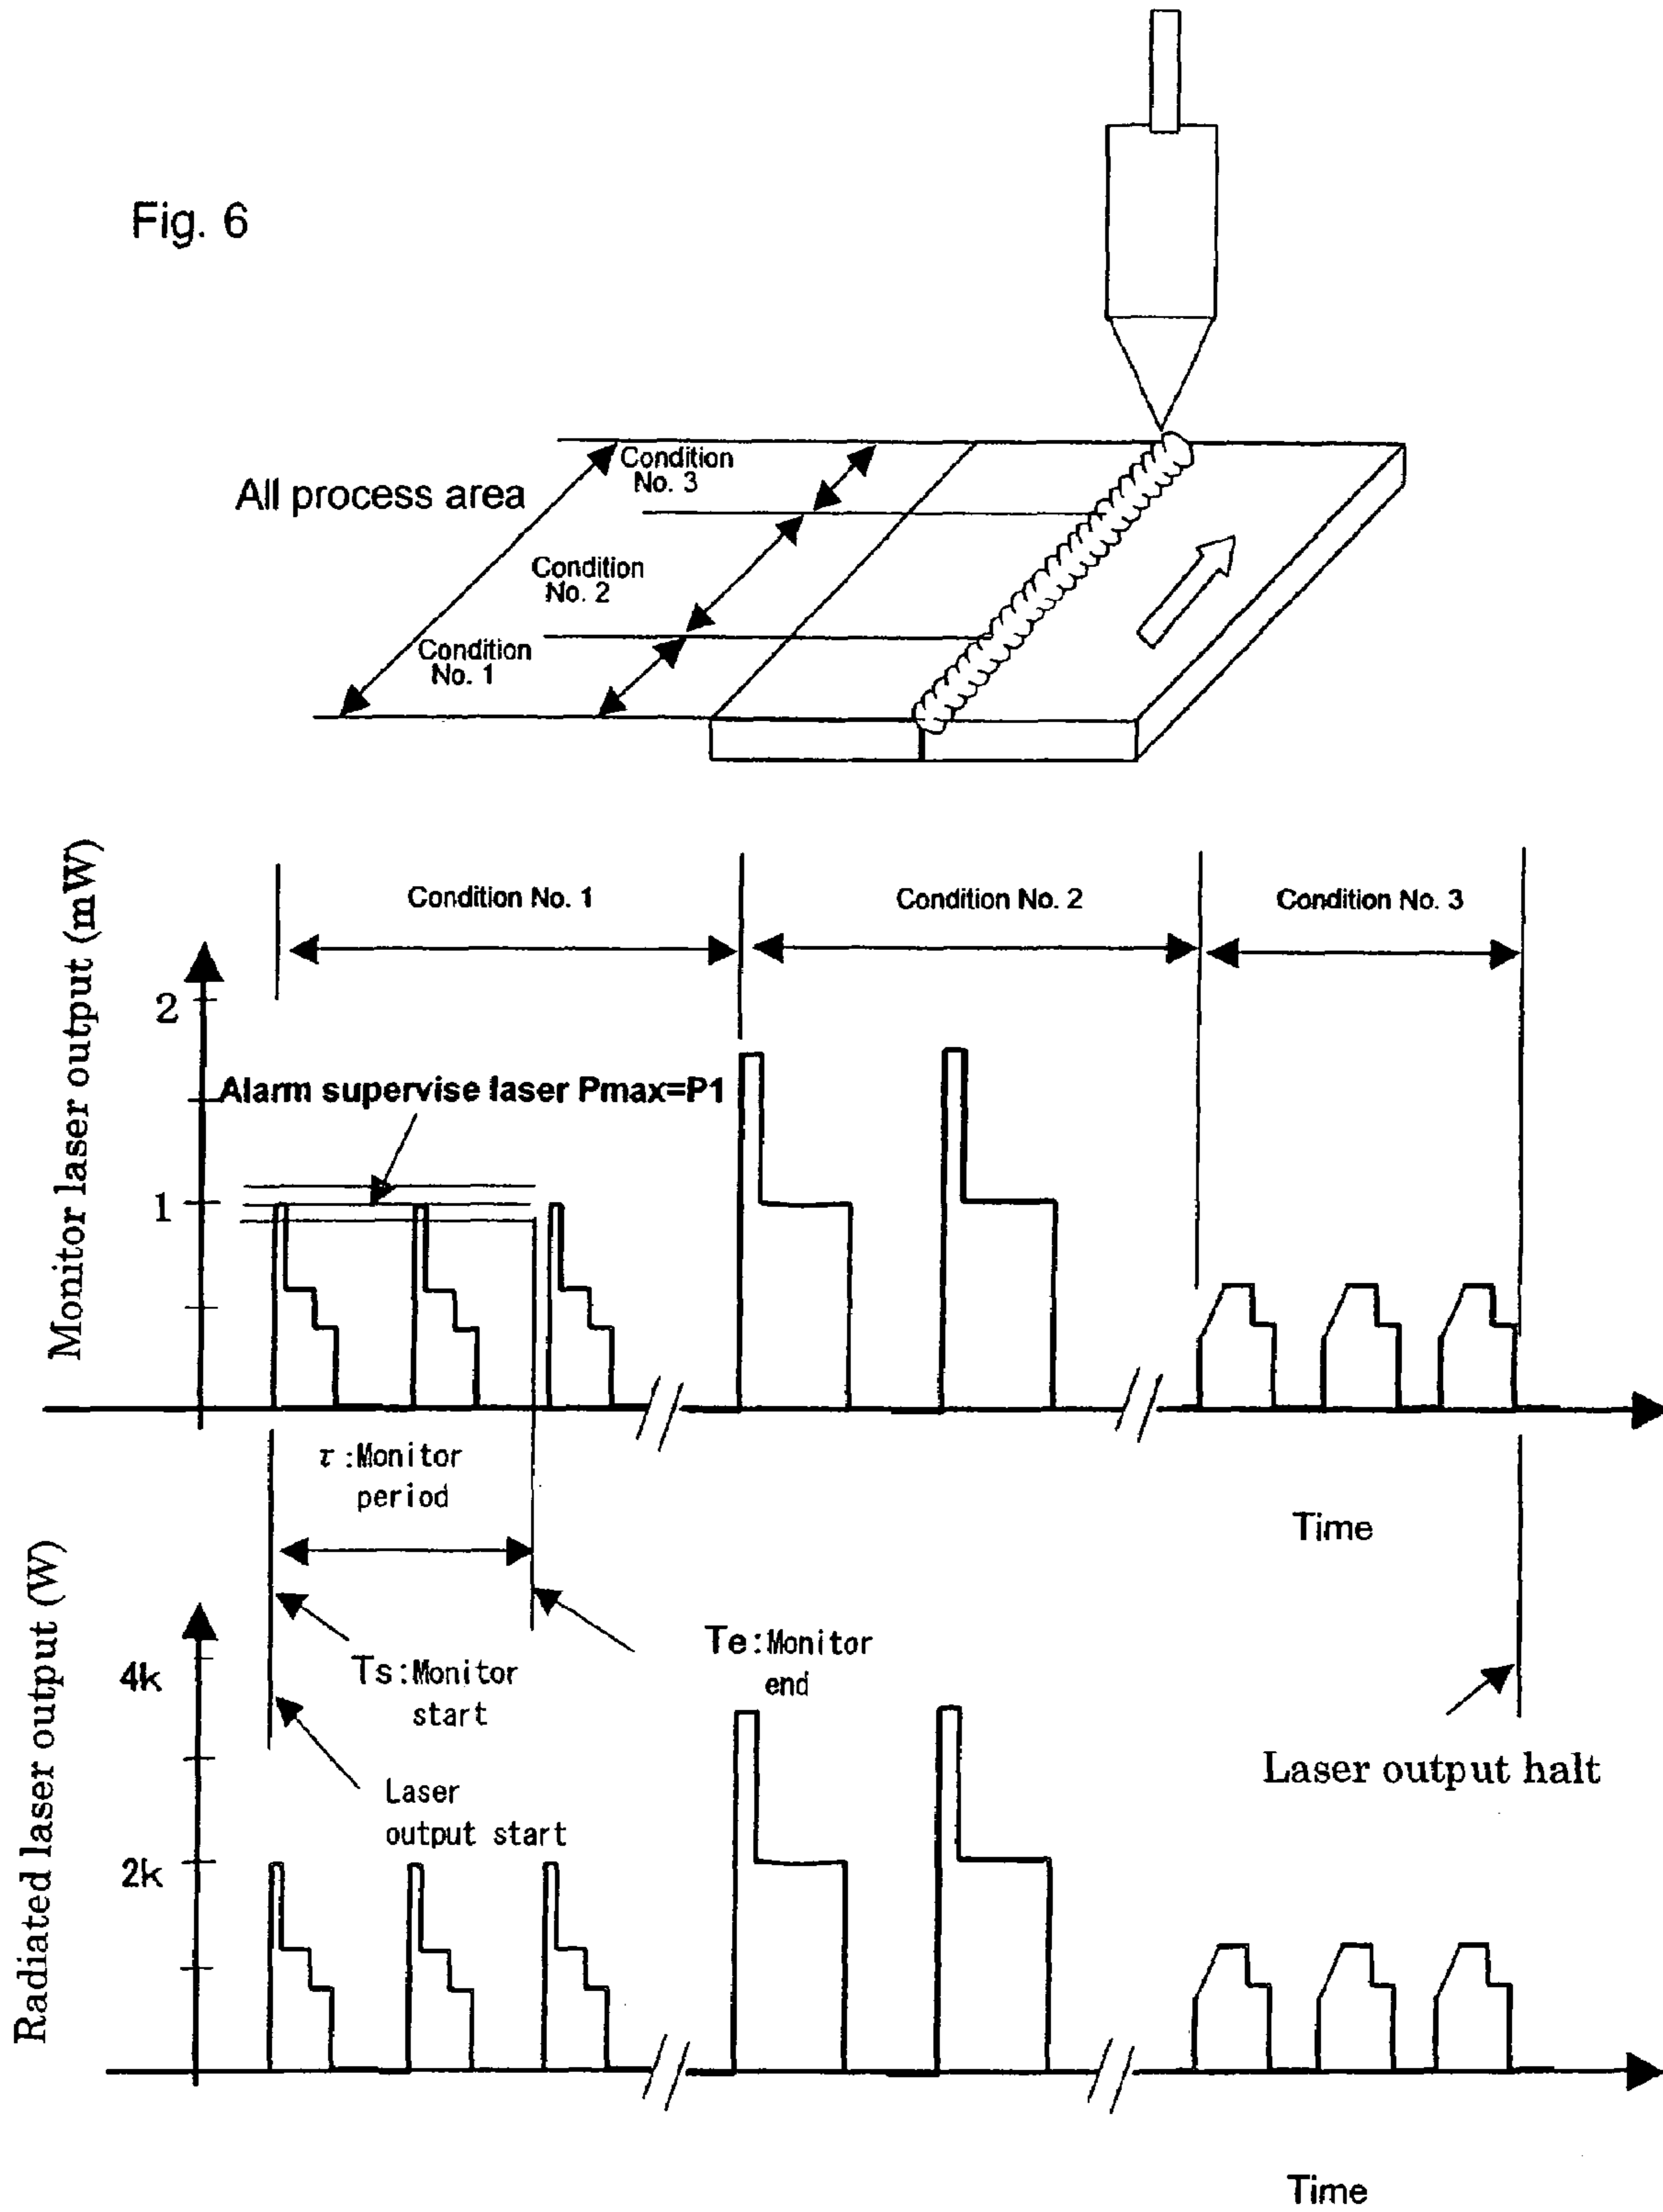 Fig. 6
All process area
Condition
No. 3
Condition
No. 2
Condition
No. 1
Monitor laser output (mW)
Condition No. 1
Condition No. 2
Condition No. 3
2
Alarm supervise laser Pmax=P1
1
τ:Monitor
period
Time
Radiated laser output (W)
4k
Ts:Monitor
start
Te:Monitor
end
Laser
output start
Laser output halt
2k
Time